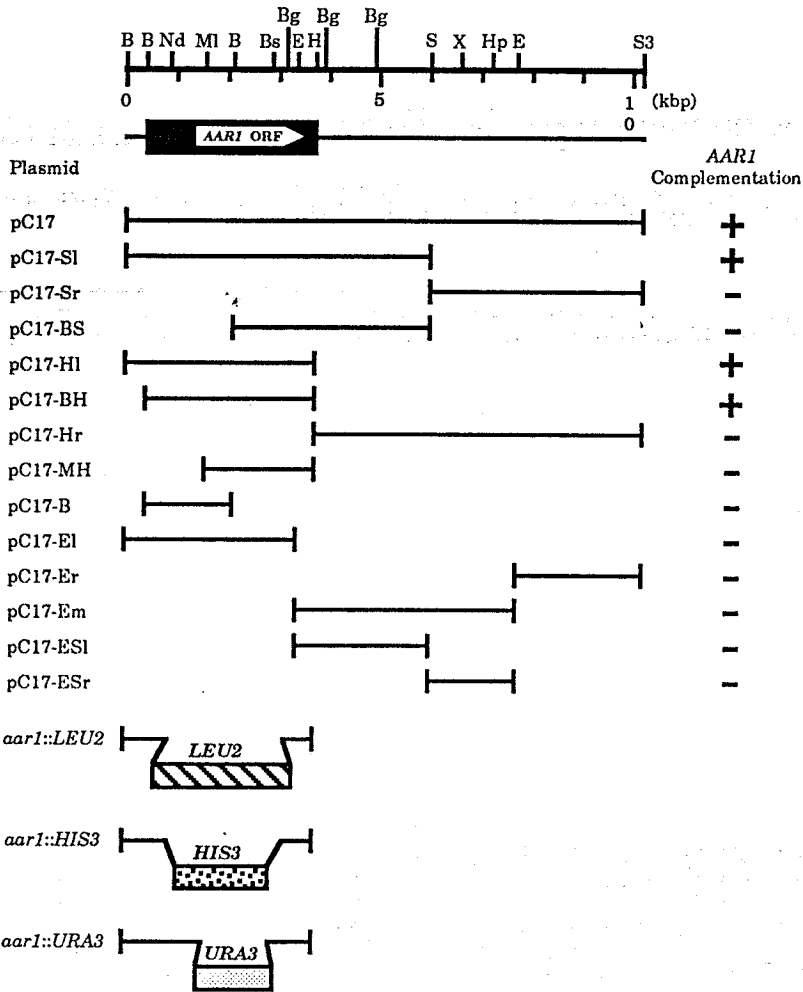 Bg Bg Bg
B B Nd Ml B Bs E H S X Hp E S3
0 5 1 (kbp)
0
AAR1 ORF
Plasmid
AAR1
Complementation
pC17 +
pC17-Sl +
pC17-Sr -
pC17-BS -
pC17-Hl +
pC17-BH +
pC17-Hr -
pC17-MH -
pC17-B -
pC17-El -
pC17-Er -
pC17-Em -
pC17-ESl -
pC17-ESr -
aar1::LEU2
LEU2
aar1::HIS3
HIS3
aar1::URA3
URA3